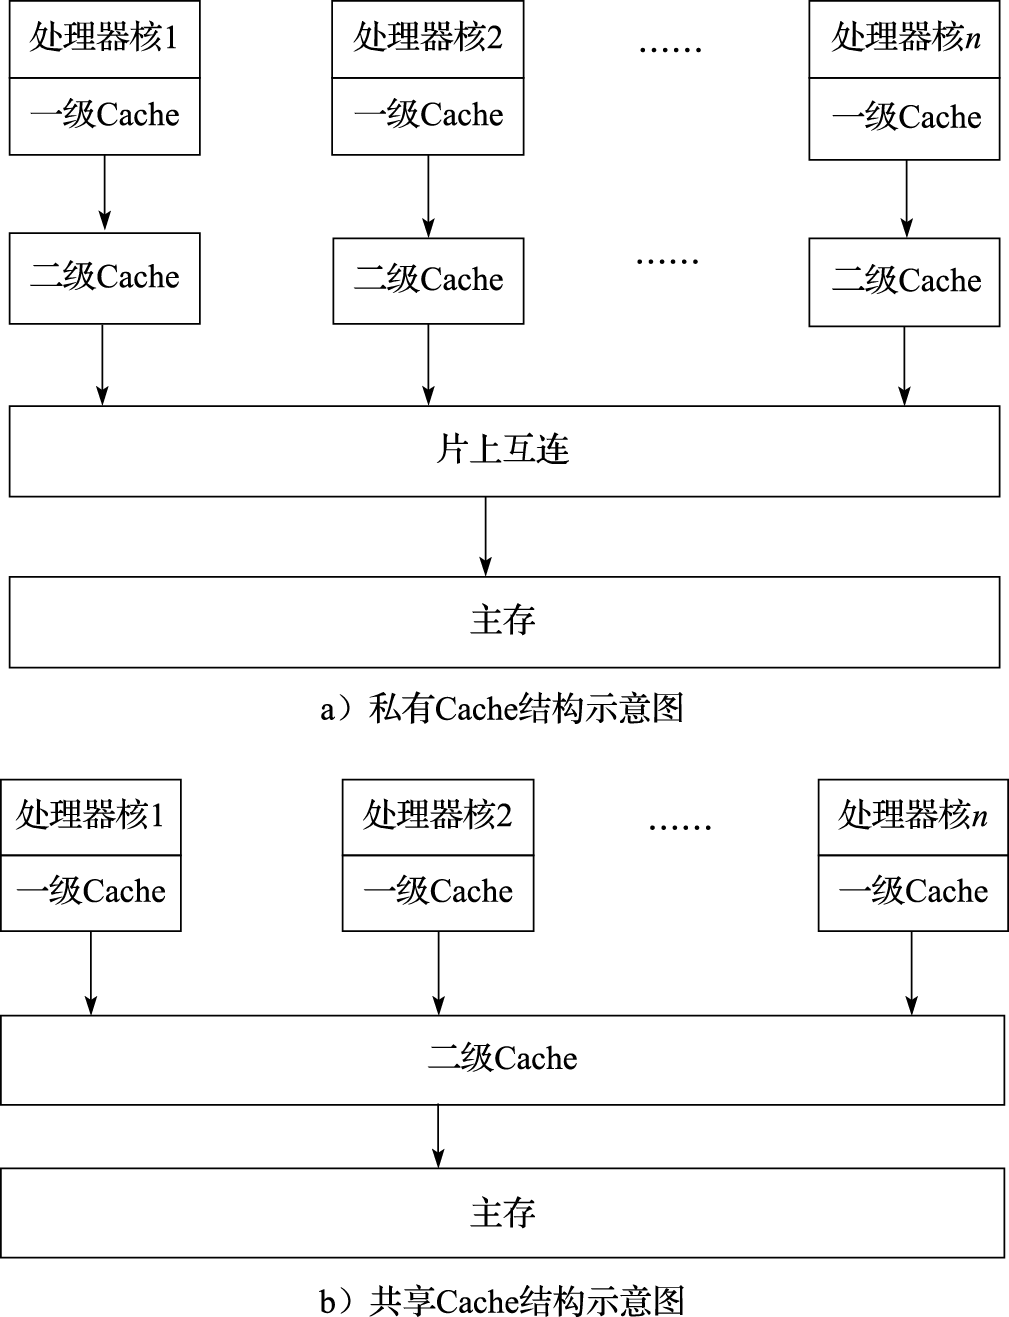 处理器核1 处理器核2 …… 处理器核n
一级Cache 一级Cache 一级Cache
二级Cache 二级Cache …… 二级Cache
片上互连
主存
a）私有Cache结构示意图
处理器核1 处理器核2 …… 处理器核n
一级Cache 一级Cache 一级Cache
二级Cache
主存
b）共享Cache结构示意图